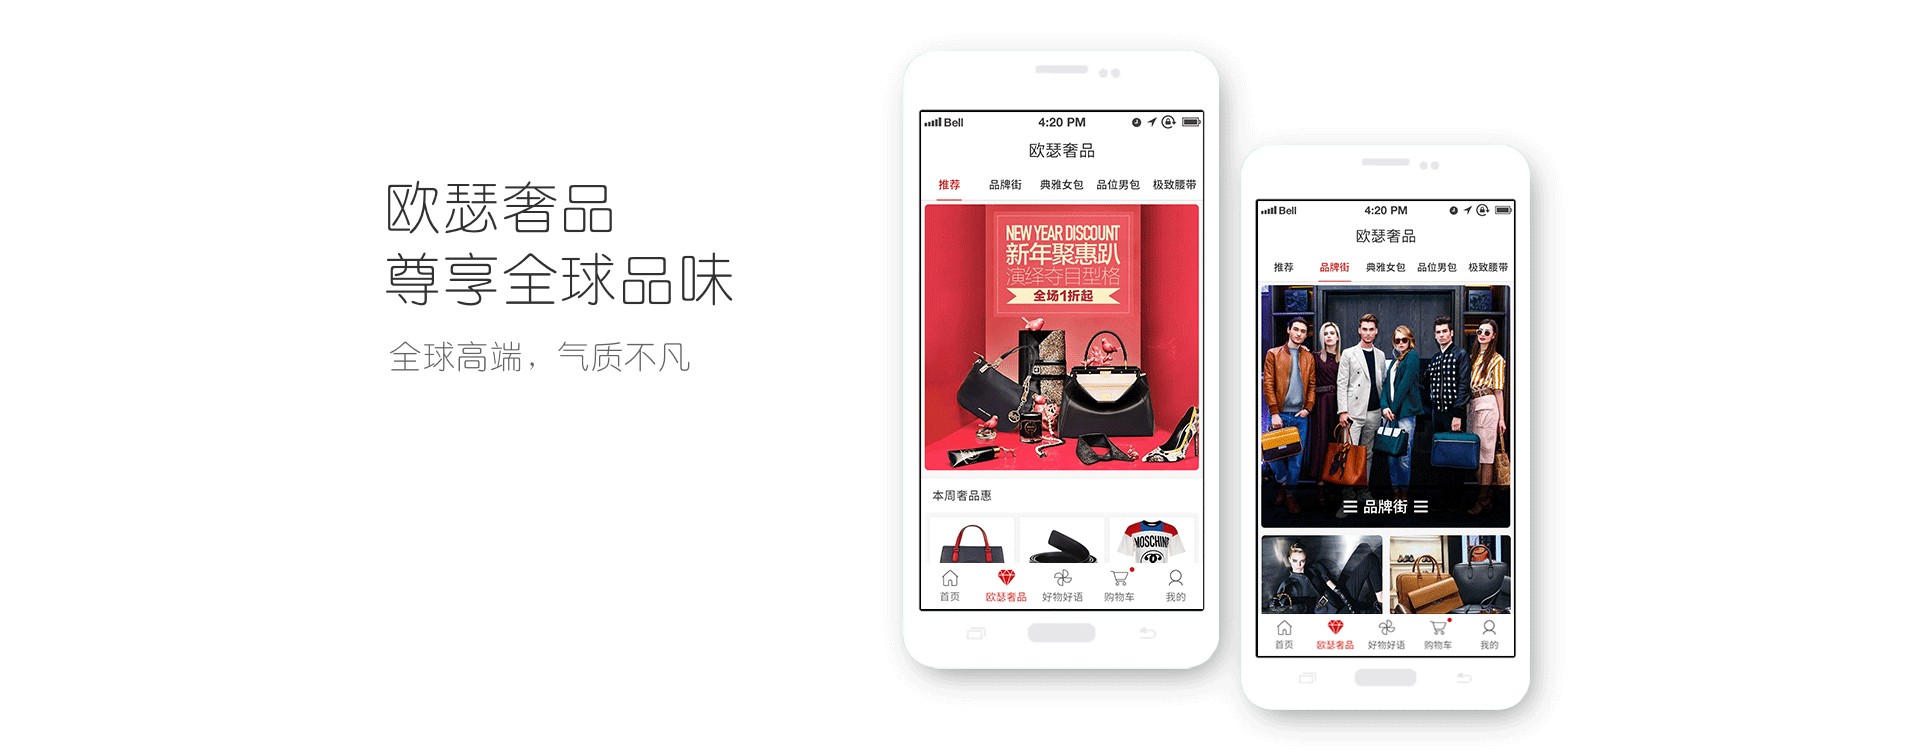 欧瑟奢品
尊享全球品味
全球高端，气质不凡
Bell 4:20 PM
欧瑟奢品
推荐 品牌街 典雅女包 品位男包 极致腰带
NEW YEAR DISCOUNT
新年聚惠趴
演绎夺目型格
全场1折起
本周奢品惠
MOSCHINO
首页 欧瑟奢品 好物好语 购物车 我的
Bell 4:20 PM
欧瑟奢品
推荐 品牌街 典雅女包 品位男包 极致腰带
品牌街
首页 欧瑟奢品 好物好语 购物车 我的